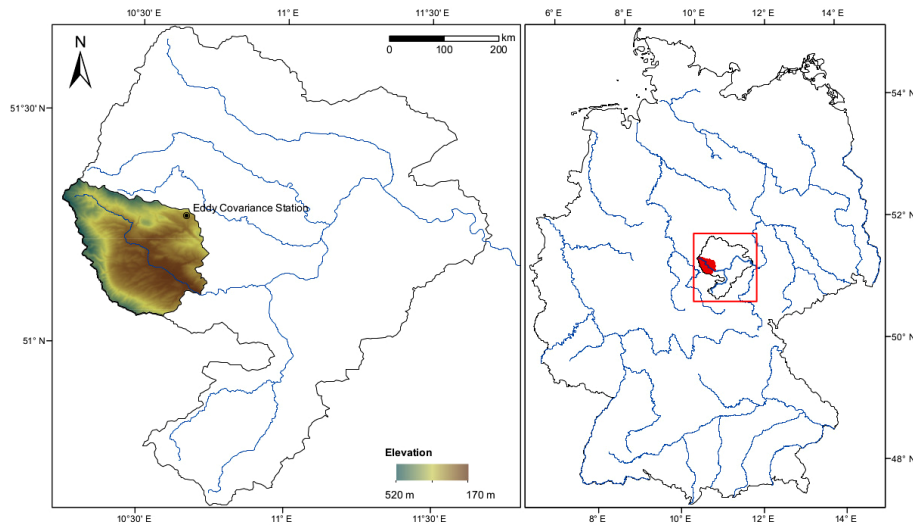 10°30' E 11° E 11°30' E
6° E 8° E 10° E 12° E 14° E
N
km
0 100 200
51°30' N
Eddy Covariance Station
51° N
Elevation
520 m 170 m
10°30' E 11° E 11°30' E
54° N
52° N
50° N
48° N
8° E 10° E 12° E 14° E